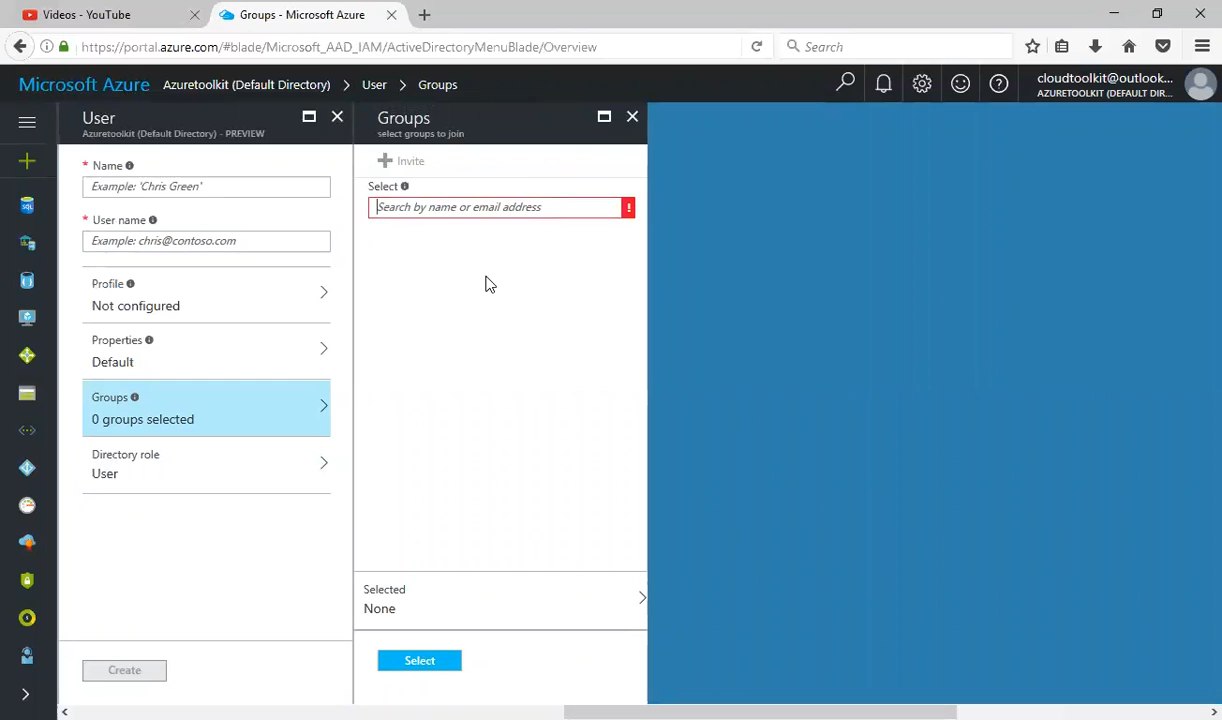 Videos - YouTube
Groups - Microsoft Azure
https://portal.azure.com/#blade/Microsoft_AAD_IAM/ActiveDirectoryMenuBlade/Overview
Search
Microsoft Azure
Azuretoolkit (Default Directory)
User
Groups
cloudtoolkit@outlook...
AZURETOOLKIT (DEFAULT DIR...
User
Azuretoolkit (Default Directory) - PREVIEW
* Name
Example: 'Chris Green'
* User name
Example: chris@contoso.com
Profile
Not configured
Properties
Default
Groups
0 groups selected
Directory role
User
Create
Groups
select groups to join
Invite
Select
Search by name or email address
!
Selected
None
Select
SQL